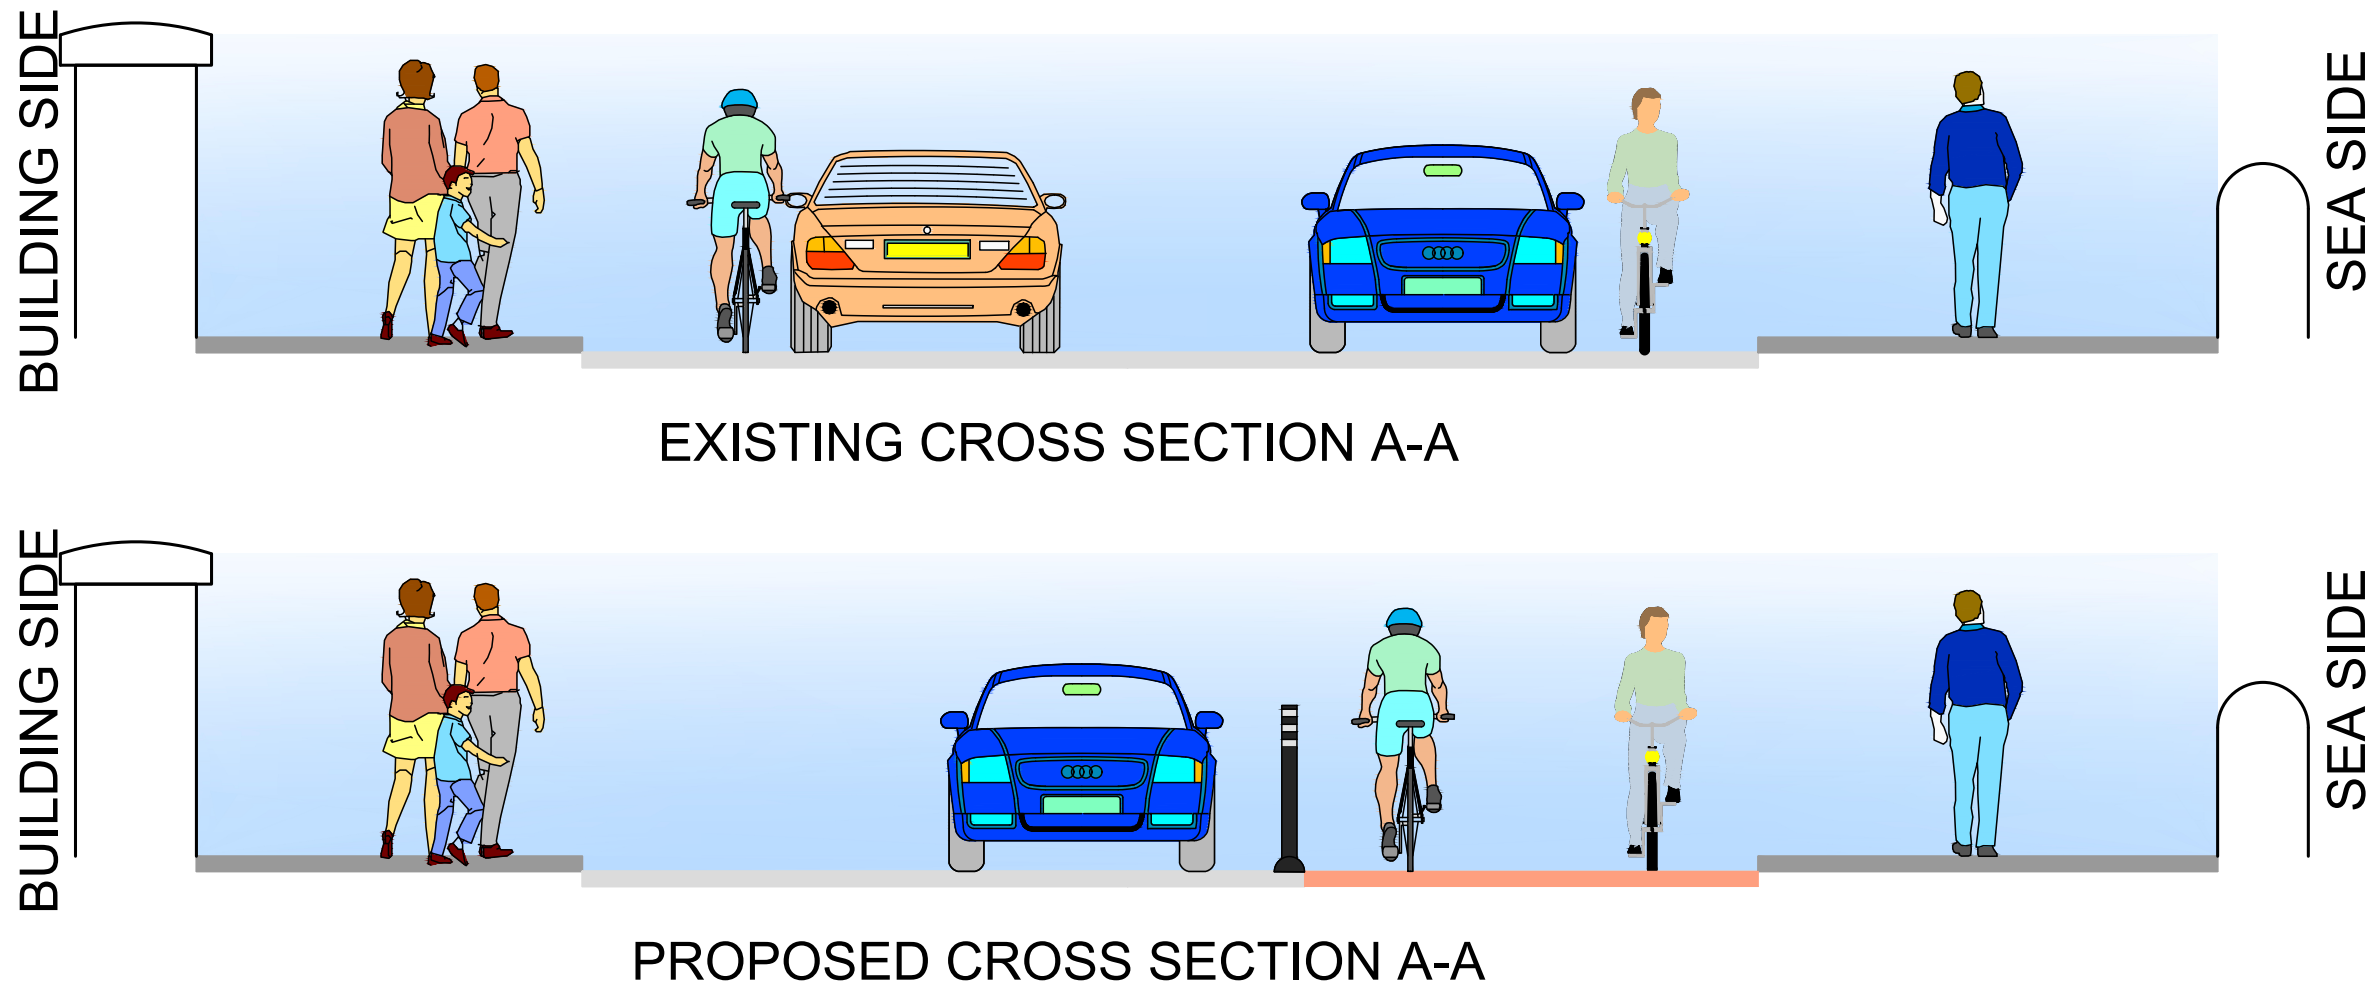 BUILDING SIDE
SEA SIDE
EXISTING CROSS SECTION A-A
BUILDING SIDE
SEA SIDE
PROPOSED CROSS SECTION A-A